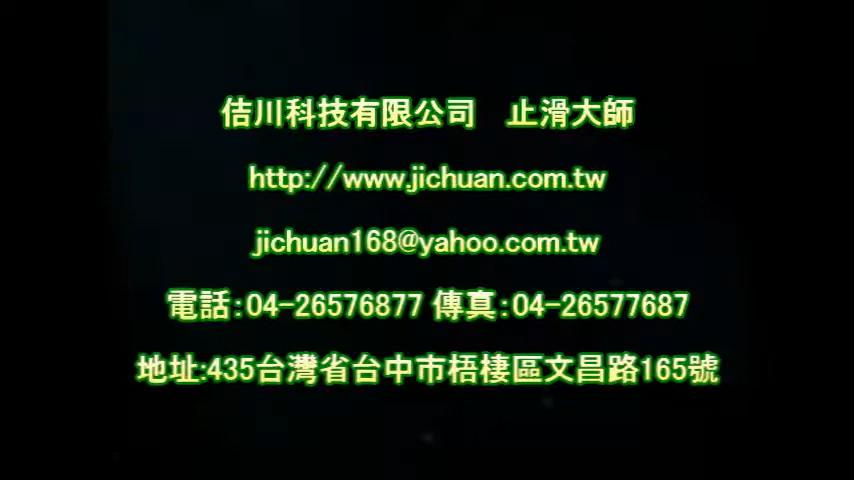 佶川科技有限公司　止滑大師
http://www.jichuan.com.tw
jichuan168@yahoo.com.tw
電話:04-26576877 傳真:04-26577687
地址:435台灣省台中市梧棲區文昌路165號